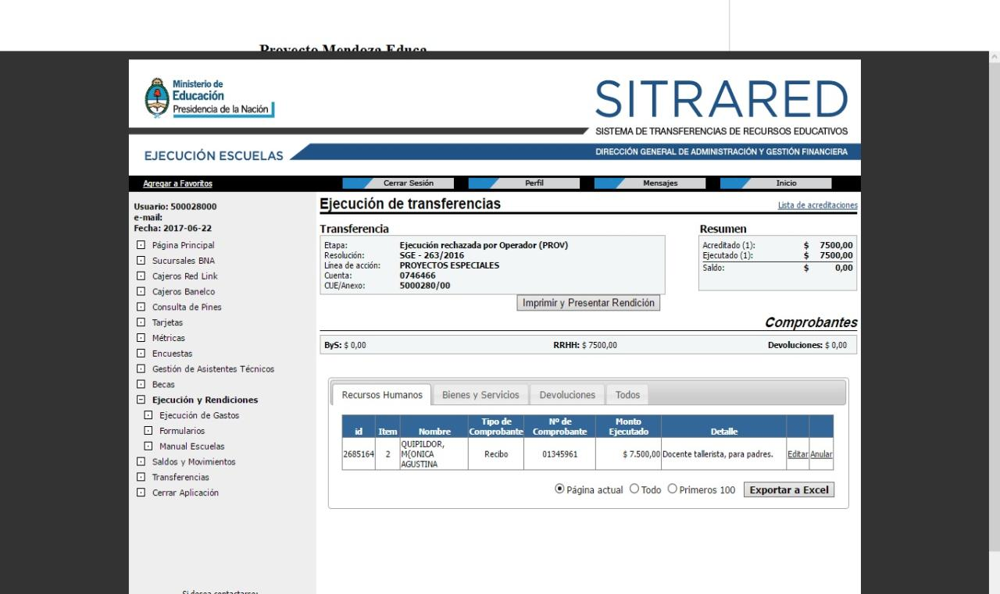 Proyecto Mendoza Educa
Ministerio de
Educación
Presidencia de la Nación
SITRARED
SISTEMA DE TRANSFERENCIAS DE RECURSOS EDUCATIVOS
EJECUCIÓN ESCUELAS
DIRECCIÓN GENERAL DE ADMINISTRACIÓN Y GESTIÓN FINANCIERA
Agregar a Favoritos Cerrar Sesión Perfil Mensajes Inicio
Usuario: 500028000
e-mail:
Fecha: 2017-06-22
Página Principal
Sucursales BNA
Cajeros Red Link
Cajeros Banelco
Consulta de Pines
Tarjetas
Métricas
Encuestas
Gestión de Asistentes Técnicos
Becas
Ejecución y Rendiciones
Ejecución de Gastos
Formularios
Manual Escuelas
Saldos y Movimientos
Transferencias
Cerrar Aplicación
Si desea contactarse:
Ejecución de transferencias
Lista de acreditaciones
Transferencia
Etapa: Ejecución rechazada por Operador (PROV)
Resolución: SGE - 263/2016
Línea de acción: PROYECTOS ESPECIALES
Cuenta: 0746466
CUE/Anexo: 5000280/00
Resumen
Acreditado (1): $ 7500,00
Ejecutado (1): $ 7500,00
Saldo: $ 0,00
Imprimir y Presentar Rendición
Comprobantes
ByS: $ 0,00 RRHH: $ 7500,00 Devoluciones: $ 0,00
Recursos Humanos Bienes y Servicios Devoluciones Todos
id Item Nombre Tipo de Comprobante Nº de Comprobante Monto Ejecutado Detalle
2685164 2 QUIPILDOR, M{ONICA AGUSTINA Recibo 01345961 $ 7.500,00 Docente tallerista, para padres. Editar Anular
Página actual Todo Primeros 100 Exportar a Excel